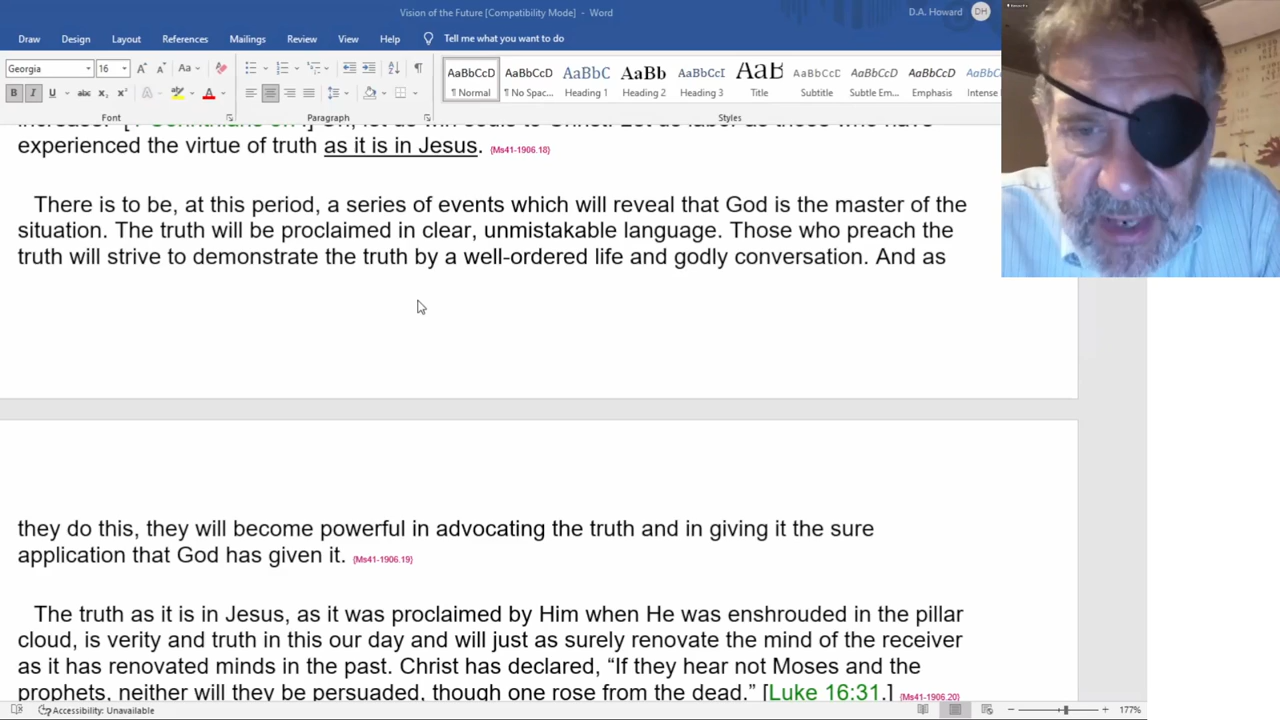 Vision of the Future [Compatibility Mode] - Word
D.A. Howard
DH
Draw Design Layout References Mailings Review View Help Tell me what you want to do
Georgia 16
Aa
B I U abc x₂ x² A A
AaBbCcD AaBbCcD AaBbC AaBb AaBbCcI AaB AaBbCcD AaBbCcD AaBbCcD AaBbC
¶ Normal ¶ No Spac... Heading 1 Heading 2 Heading 3 Title Subtitle Subtle Em... Emphasis Intense
Font Paragraph Styles
experienced the virtue of truth as it is in Jesus. {Ms41-1906.18}
There is to be, at this period, a series of events which will reveal that God is the master of the
situation. The truth will be proclaimed in clear, unmistakable language. Those who preach the
truth will strive to demonstrate the truth by a well-ordered life and godly conversation. And as
they do this, they will become powerful in advocating the truth and in giving it the sure
application that God has given it. {Ms41-1906.19}
The truth as it is in Jesus, as it was proclaimed by Him when He was enshrouded in the pillar
cloud, is verity and truth in this our day and will just as surely renovate the mind of the receiver
as it has renovated minds in the past. Christ has declared, “If they hear not Moses and the
prophets, neither will they be persuaded, though one rose from the dead.” [Luke 16:31.] {Ms41-1906.20}
Accessibility: Unavailable
177%